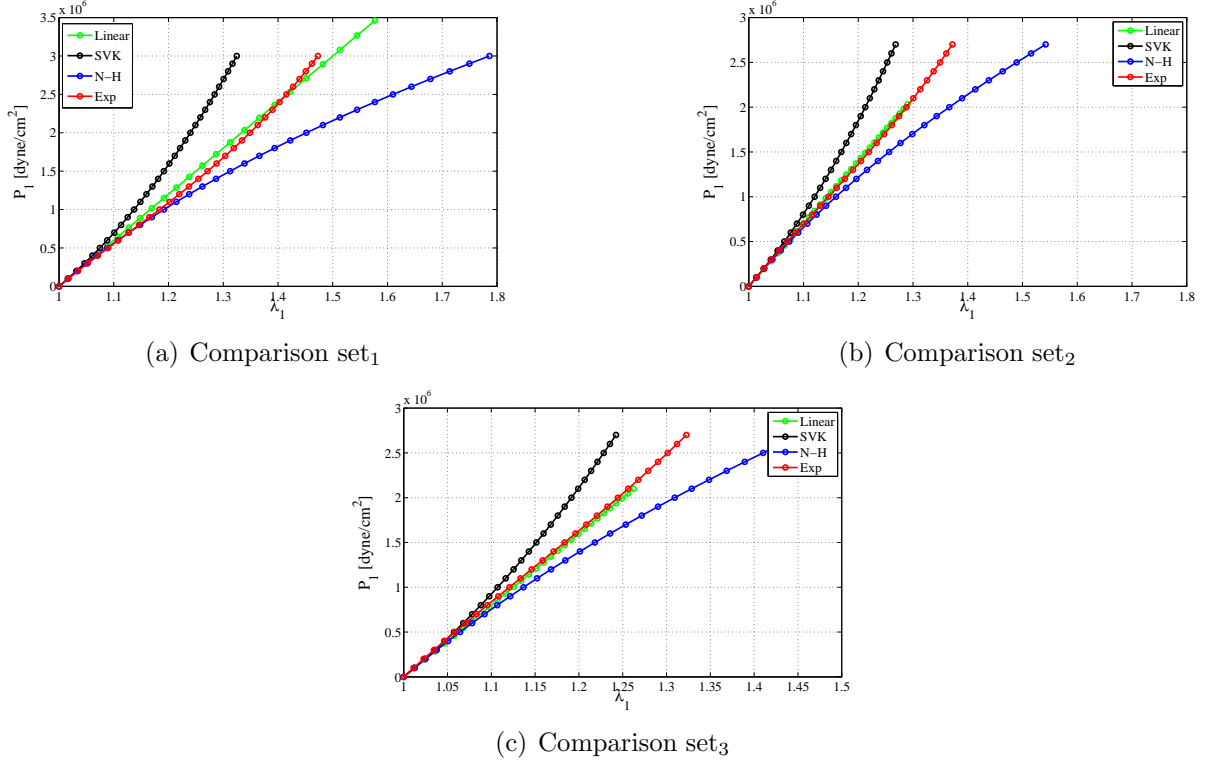 x 10^6
3.5
3
2.5
2
1.5
1
0.5
0
P_1 [dyne/cm^2]
Linear
SVK
N−H
Exp
1 1.1 1.2 1.3 1.4 1.5 1.6 1.7 1.8
λ_1
(a) Comparison set_1
x 10^6
3
2.5
2
1.5
1
0.5
0
P_1 [dyne/cm^2]
Linear
SVK
N−H
Exp
1 1.1 1.2 1.3 1.4 1.5 1.6 1.7 1.8
λ_1
(b) Comparison set_2
x 10^6
3
2.5
2
1.5
1
0.5
0
P_1 [dyne/cm^2]
Linear
SVK
N−H
Exp
1 1.05 1.1 1.15 1.2 1.25 1.3 1.35 1.4 1.45 1.5
λ_1
(c) Comparison set_3